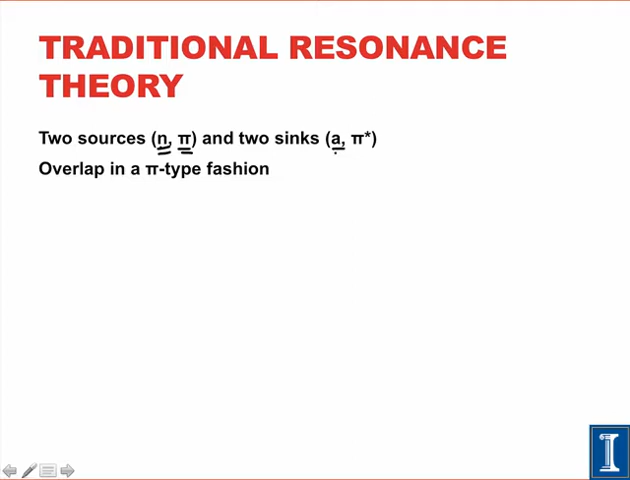 TRADITIONAL RESONANCE
THEORY
Two sources (n, π) and two sinks (a, π*)
Overlap in a π-type fashion
I